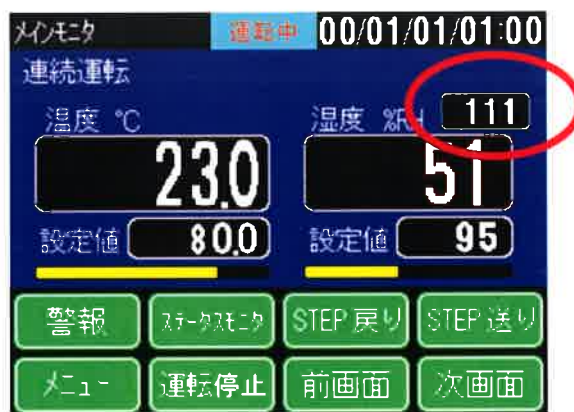 メインモニタ 運転中 00/01/01/01:00
連続運転
温度 ℃ 湿度 %RH 111
23.0 51
設定値 80.0 設定値 95
警報 ステータスモニタ STEP戻り STEP送り
メニュー 運転停止 前画面 次画面